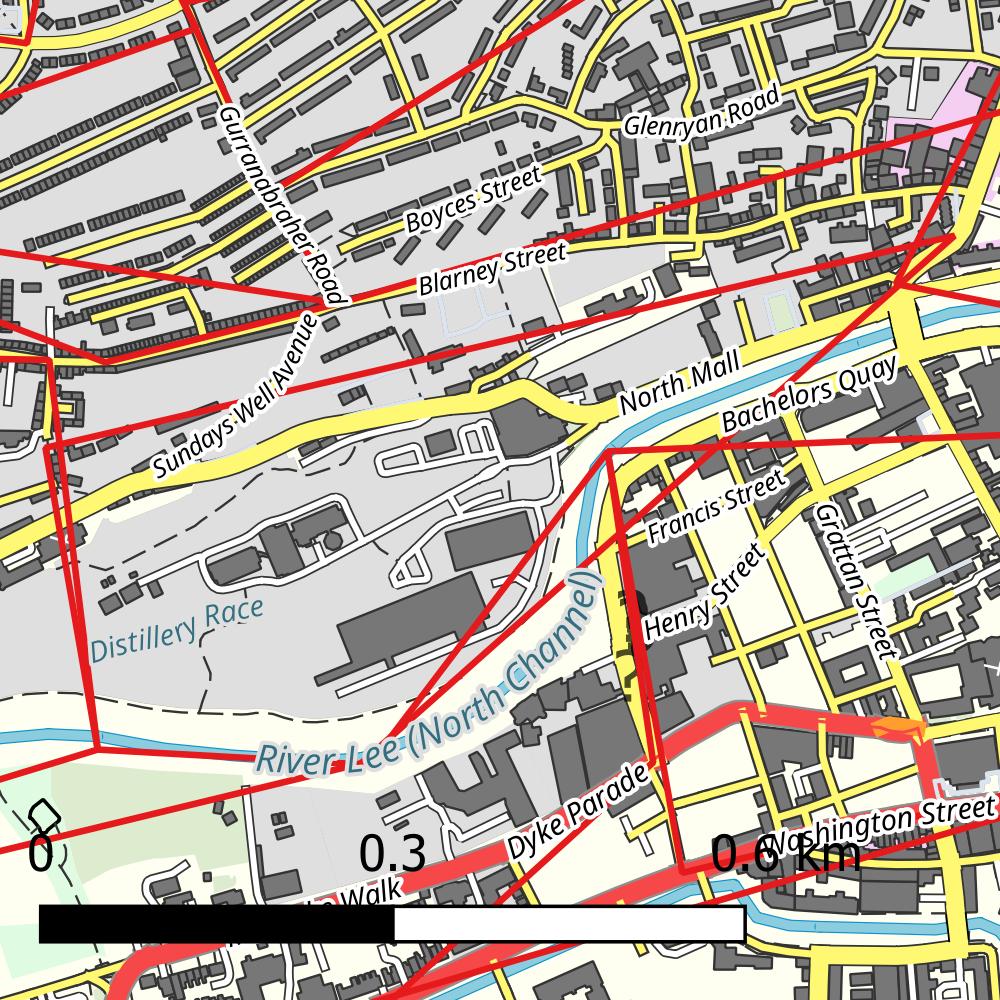 Glenryan Road
Gurranabraher Road
Boyces Street
Blarney Street
Sundays Well Avenue
North Mall
Bachelors Quay
Francis Street
Grattan Street
Henry Street
Distillery Race
River Lee (North Channel)
Dyke Parade
Washington Street
0 0.3 0.6 km
Walk